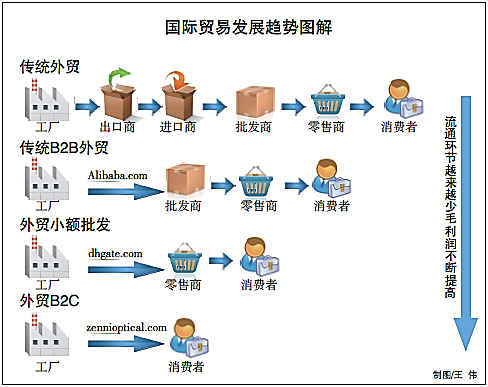 国际贸易发展趋势图解
传统外贸
工厂 出口商 进口商 批发商 零售商 消费者
传统B2B外贸
Alibaba.com
工厂 批发商 零售商 消费者
外贸小额批发
dhgate.com
工厂 零售商 消费者
外贸B2C
zennioptical.com
工厂 消费者
流通环节越来越少毛利润不断提高
制图/王 伟